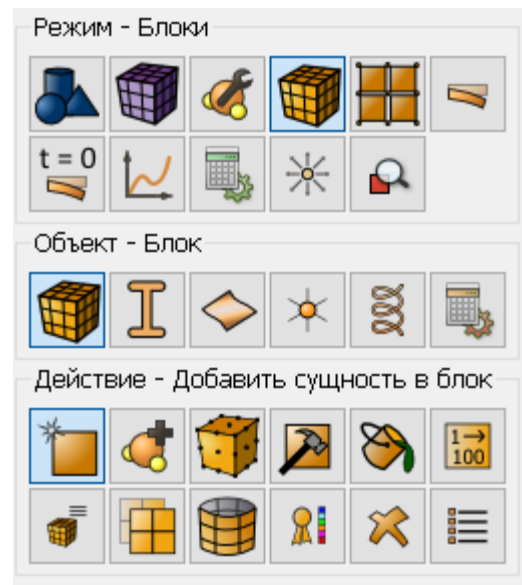 Режим - Блоки
t = 0
Объект - Блок
Действие - Добавить сущность в блок
1→
100